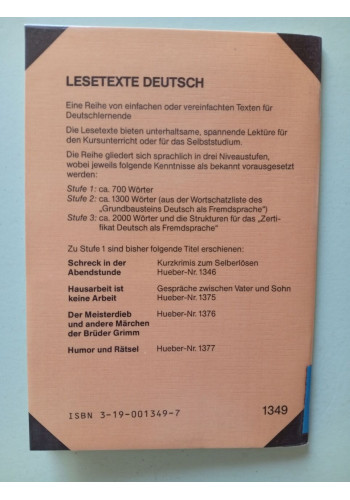 LESETEXTE DEUTSCH
Eine Reihe von einfachen oder vereinfachten Texten für
Deutschlernende
Die Lesetexte bieten unterhaltsame, spannende Lektüre für
den Kursunterricht oder für das Selbststudium.
Die Reihe gliedert sich sprachlich in drei Niveaustufen,
wobei jeweils folgende Kenntnisse als bekannt vorausgesetzt
werden:
Stufe 1: ca. 700 Wörter
Stufe 2: ca. 1300 Wörter (aus der Wortschatzliste des
„Grundbausteins Deutsch als Fremdsprache“)
Stufe 3: ca. 2000 Wörter und die Strukturen für das „Zerti-
fikat Deutsch als Fremdsprache“
Zu Stufe 1 sind bisher folgende Titel erschienen:
Schreck in der Kurzkrimis zum Selberlösen
Abendstunde Hueber-Nr. 1346
Hausarbeit ist Gespräche zwischen Vater und Sohn
keine Arbeit Hueber-Nr. 1375
Der Meisterdieb Hueber-Nr. 1376
und andere Märchen
der Brüder Grimm
Humor und Rätsel Hueber-Nr. 1377
ISBN 3-19-001349-7 1349